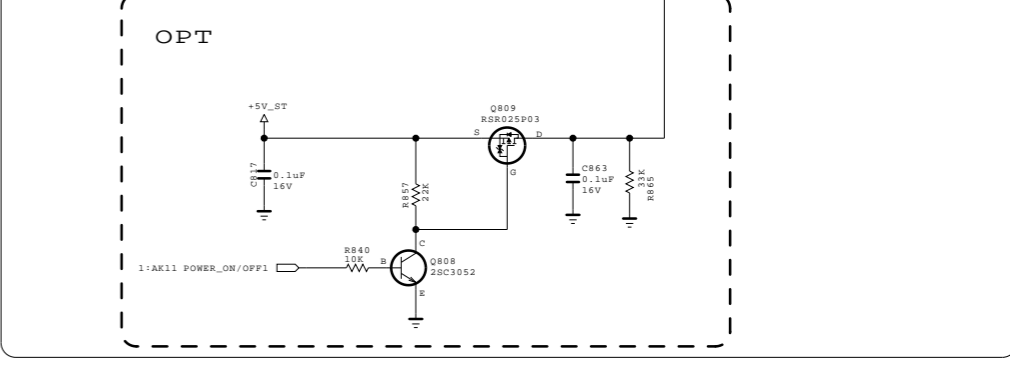 OPT
+5V_ST
Q809
RSR025P03
S
D
G
C817
0.1uF
16V
R857
22K
C863
0.1uF
16V
33K
R865
C
R840
10K
B
Q808
2SC3052
1:AK11 POWER_ON/OFF1
E